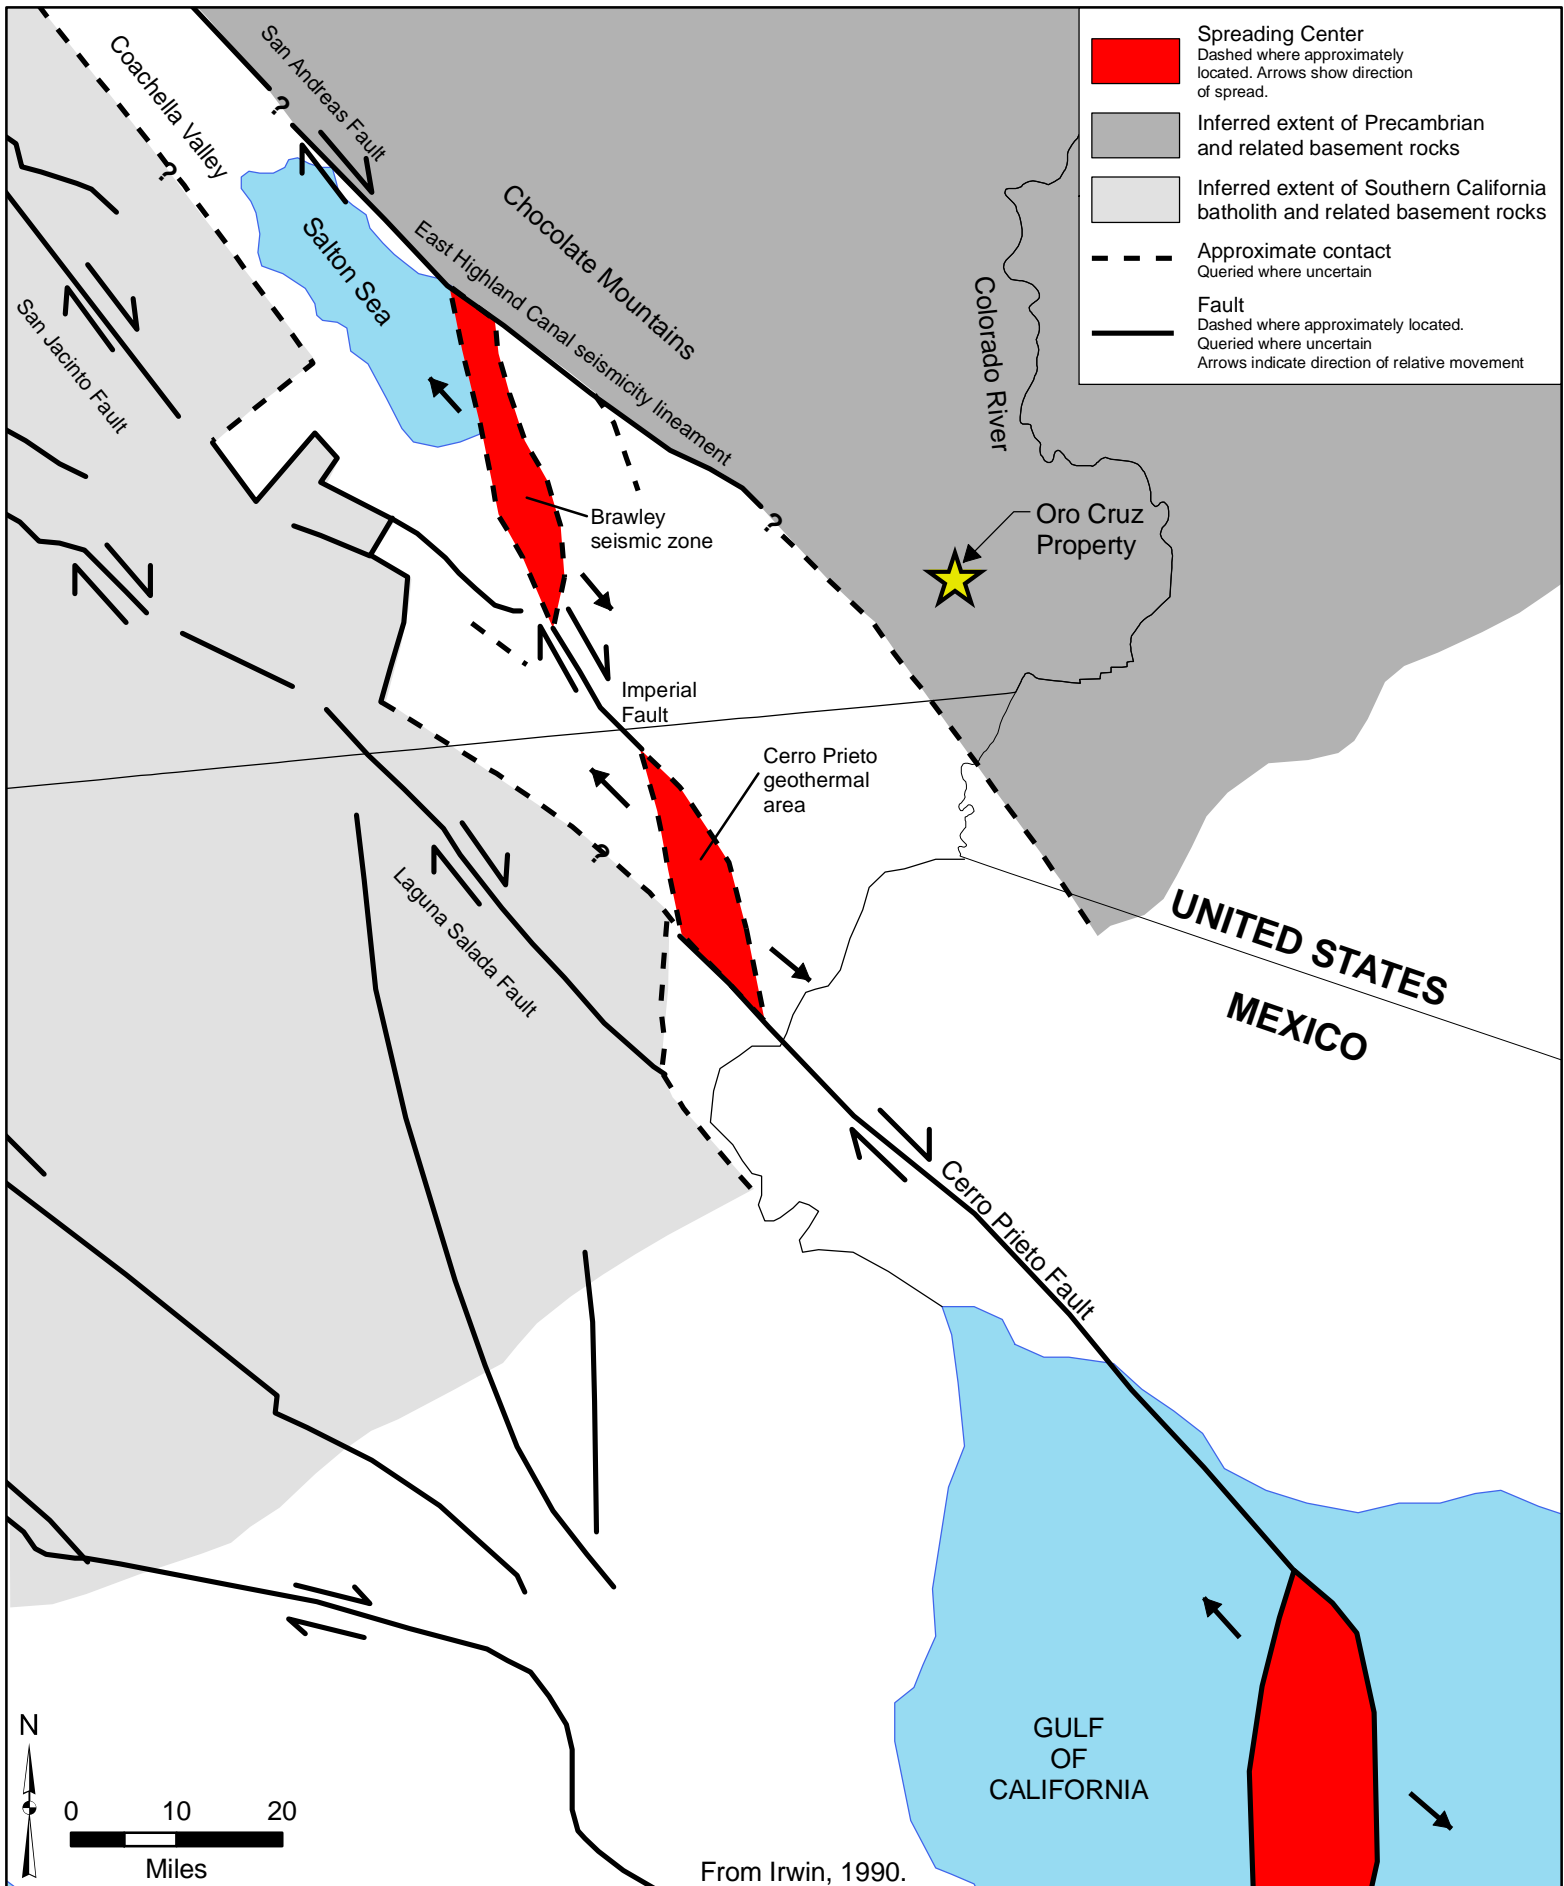 Spreading Center
Dashed where approximately
located. Arrows show direction
of spread.
Inferred extent of Precambrian
and related basement rocks
Inferred extent of Southern California
batholith and related basement rocks
Approximate contact
Queried where uncertain
Fault
Dashed where approximately located.
Queried where uncertain
Arrows indicate direction of relative movement
Coachella Valley
San Andreas Fault
?
?
Salton Sea
Chocolate Mountains
East Highland Canal seismicity lineament
San Jacinto Fault
Colorado River
Brawley
seismic zone
?
Oro Cruz
Property
Imperial
Fault
Cerro Prieto
geothermal
area
?
Laguna Salada Fault
UNITED STATES
MEXICO
Cerro Prieto Fault
GULF
OF
CALIFORNIA
N
0 10 20
Miles
From Irwin, 1990.